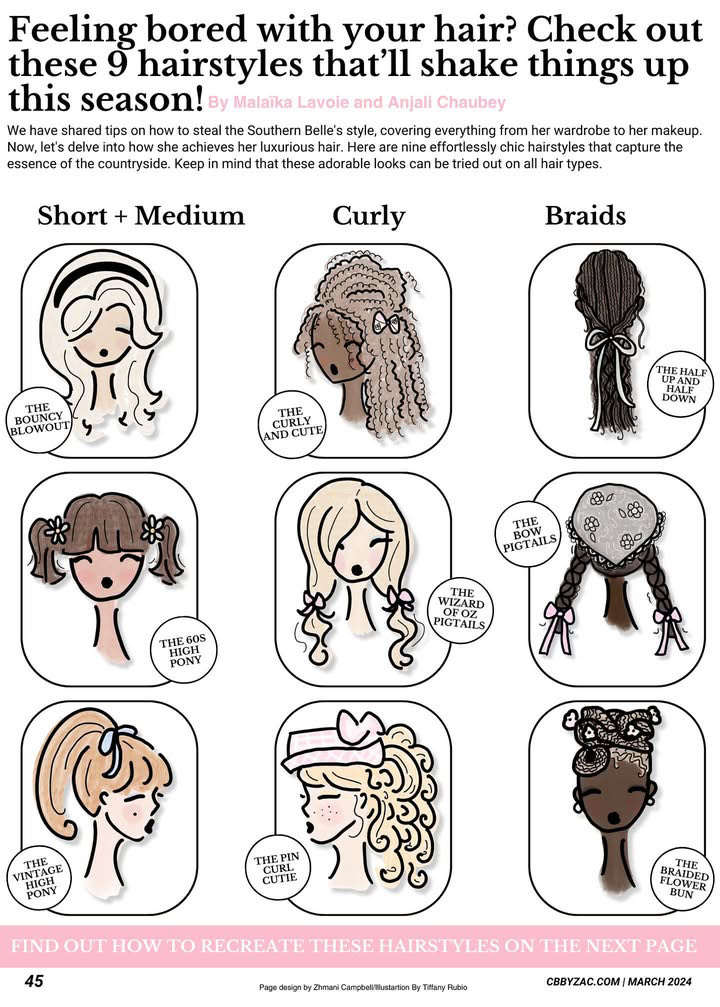 Feeling bored with your hair? Check out
these 9 hairstyles that'll shake things up
this season! By Malaïka Lavoie and Anjali Chaubey
We have shared tips on how to steal the Southern Belle's style, covering everything from her wardrobe to her makeup.
Now, let's delve into how she achieves her luxurious hair. Here are nine effortlessly chic hairstyles that capture the
essence of the countryside. Keep in mind that these adorable looks can be tried out on all hair types.
Short + Medium
Curly
Braids
THE
BOUNCY
BLOWOUT
THE
CURLY
AND CUTE
THE HALF
UP AND
HALF
DOWN
THE 60S
HIGH
PONY
THE
WIZARD
OF OZ
PIGTAILS
THE
BOW
PIGTAILS
THE
VINTAGE
HIGH
PONY
THE PIN
CURL
CUTIE
THE
BRAIDED
FLOWER
BUN
FIND OUT HOW TO RECREATE THESE HAIRSTYLES ON THE NEXT PAGE
45
Page design by Zhmani Campbell/Illustartion By Tiffany Rubio
CBBYZAC.COM | MARCH 2024